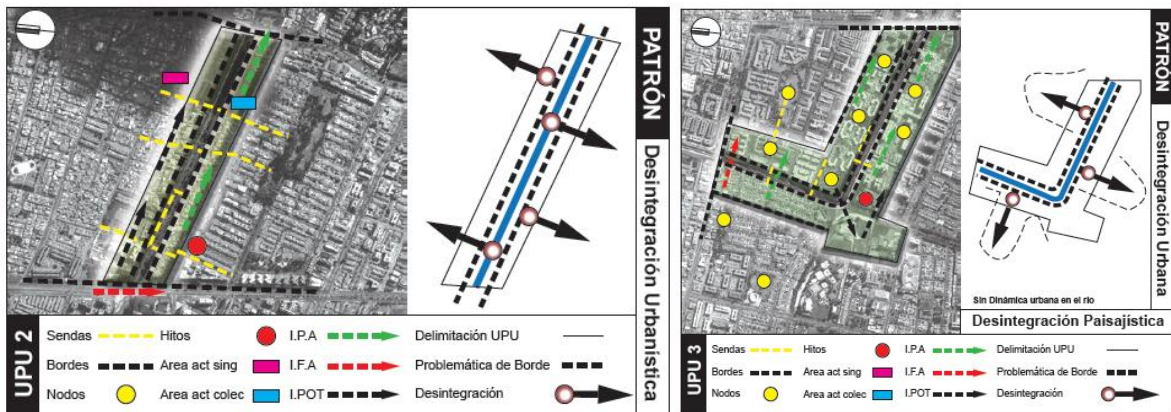 PATRÓN
Desintegración Urbanística
UPU 2
Sendas Hitos I.P.A Delimitación UPU
Bordes Area act sing I.F.A Problemática de Borde
Nodos Area act colec I.POT Desintegración
PATRÓN
Desintegración Urbana
Sin Dinámica urbana en el rio
Desintegración Paisajística
UPU 3
Sendas Hitos I.P.A Delimitación UPU
Bordes Area act sing I.F.A Problemática de Borde
Nodos Area act colec I.POT Desintegración